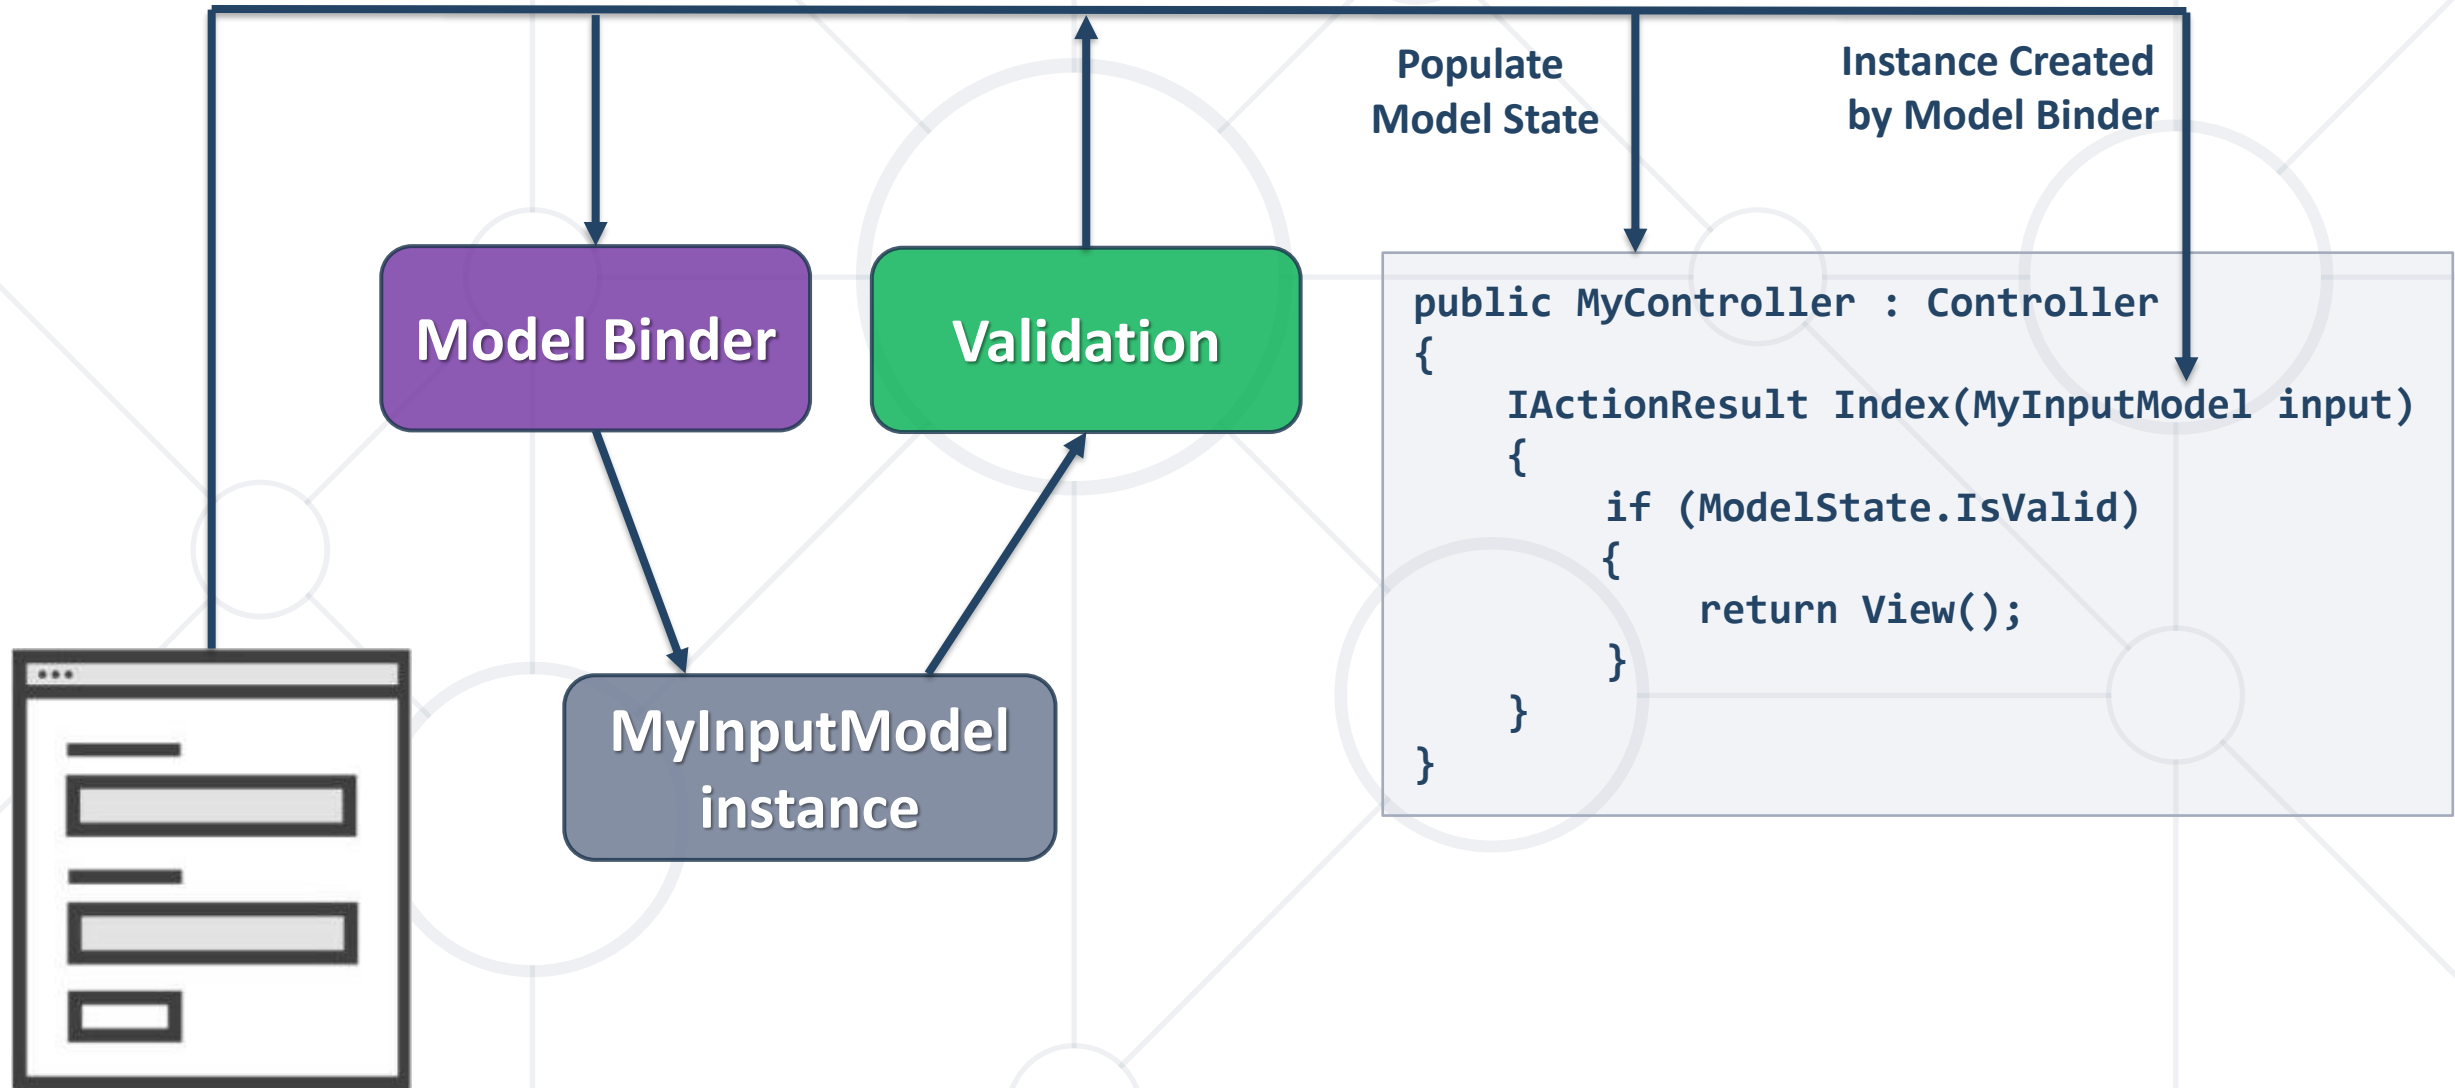 Populate
Model State
Instance Created
by Model Binder
Model Binder
Validation
MyInputModel
instance
public MyController : Controller
{
    IActionResult Index(MyInputModel input)
    {
        if (ModelState.IsValid)
        {
            return View();
        }
    }
}